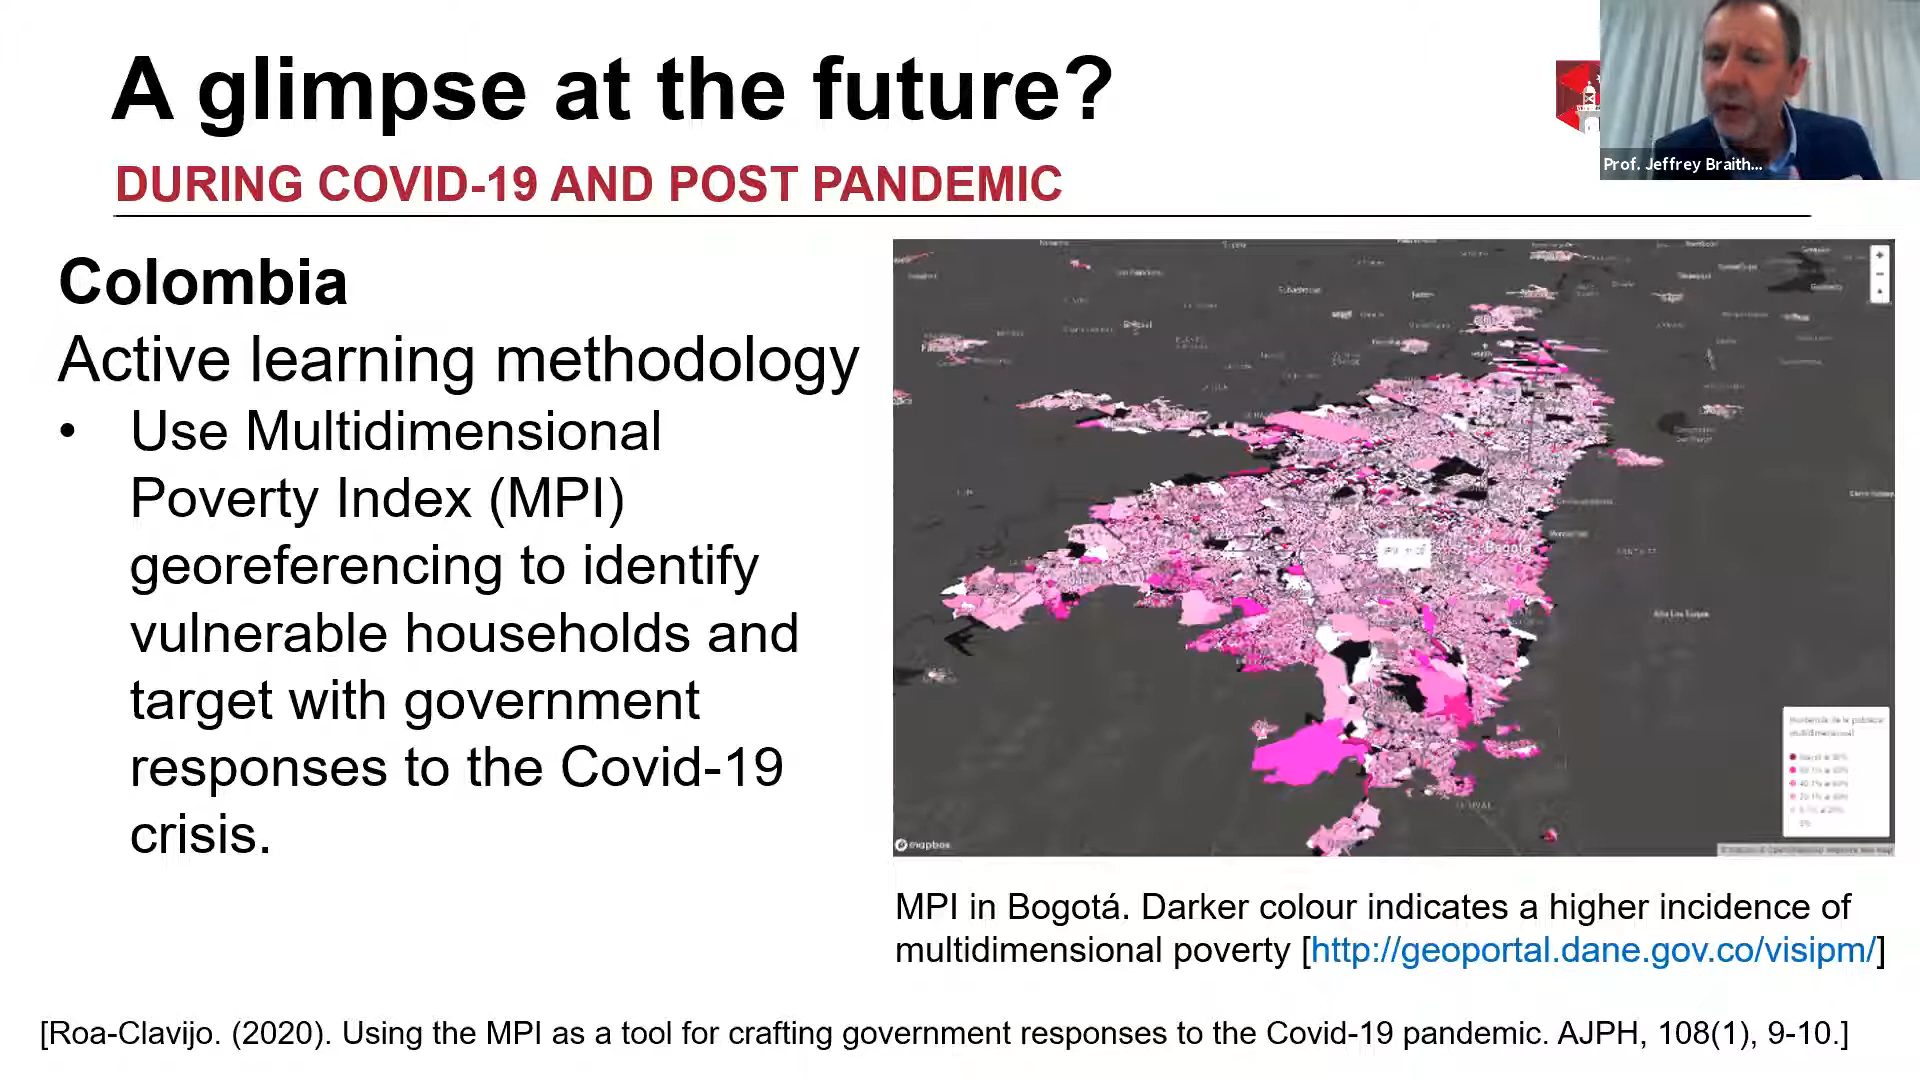 A glimpse at the future?
DURING COVID-19 AND POST PANDEMIC
Prof. Jeffrey Braith...
Colombia
Active learning methodology
• Use Multidimensional
Poverty Index (MPI)
georeferencing to identify
vulnerable households and
target with government
responses to the Covid-19
crisis.
Bogotá
mapbox
MPI in Bogotá. Darker colour indicates a higher incidence of
multidimensional poverty [http://geoportal.dane.gov.co/visipm/]
[Roa-Clavijo. (2020). Using the MPI as a tool for crafting government responses to the Covid-19 pandemic. AJPH, 108(1), 9-10.]